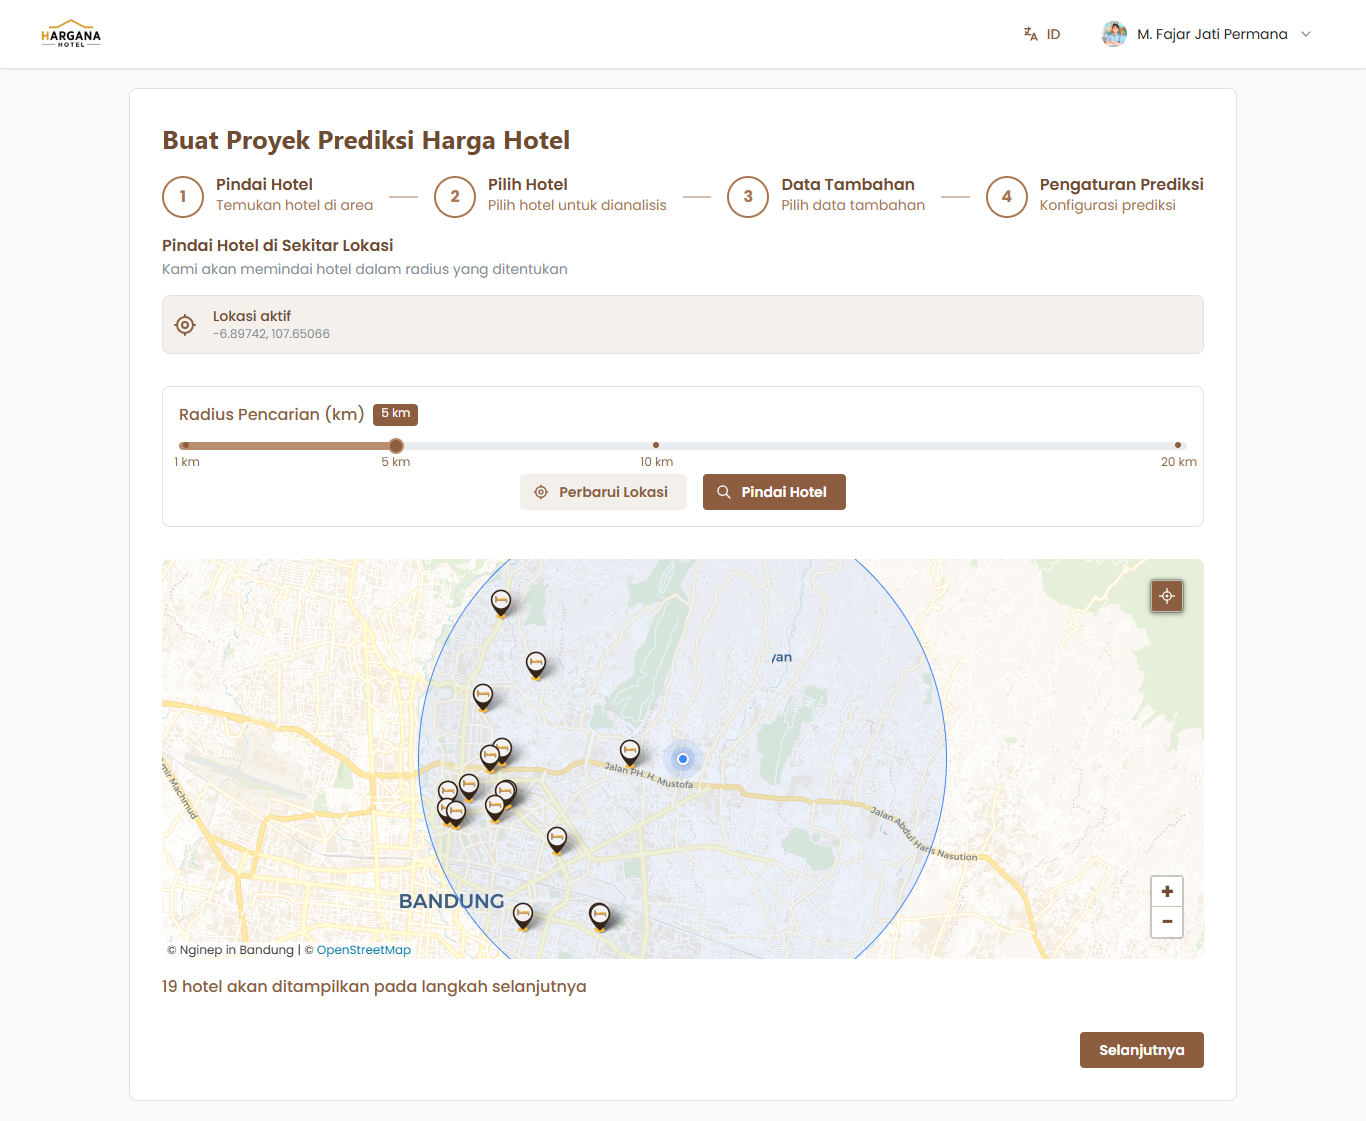 HARGANA
HOTEL
ID
M. Fajar Jati Permana
Buat Proyek Prediksi Harga Hotel
1
Pindai Hotel
Temukan hotel di area
2
Pilih Hotel
Pilih hotel untuk dianalisis
3
Data Tambahan
Pilih data tambahan
4
Pengaturan Prediksi
Konfigurasi prediksi
Pindai Hotel di Sekitar Lokasi
Kami akan memindai hotel dalam radius yang ditentukan
Lokasi aktif
-6.89742, 107.65066
Radius Pencarian (km)
5 km
1 km
5 km
10 km
20 km
Perbarui Lokasi
Pindai Hotel
yan
Jalan PH. H. Mustofa
mir Machmud
Jalan Abdul Haris Nasution
BANDUNG
+
−
© Nginep in Bandung | © OpenStreetMap
19 hotel akan ditampilkan pada langkah selanjutnya
Selanjutnya